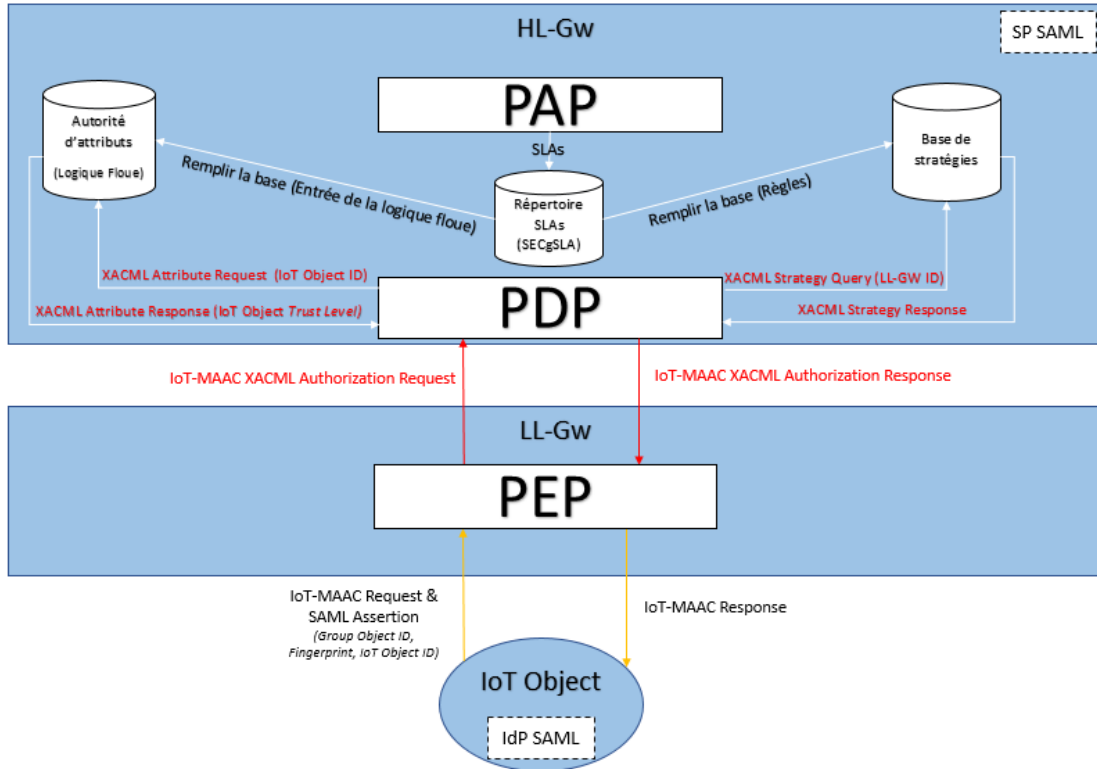 HL-Gw
SP SAML
PAP
Autorité
d'attributs
(Logique Floue)
SLAs
Base de
stratégies
Remplir la base (Entrée de la logique floue)
Répertoire
SLAs
(SECgSLA)
Remplir la base (Règles)
XACML Attribute Request (IoT Object ID)
XACML Strategy Query (LL-GW ID)
PDP
XACML Attribute Response (IoT Object Trust Level)
XACML Strategy Response
IoT-MAAC XACML Authorization Request
IoT-MAAC XACML Authorization Response
LL-Gw
PEP
IoT-MAAC Request &
SAML Assertion
(Group Object ID,
Fingerprint, IoT Object ID)
IoT-MAAC Response
IoT Object
IdP SAML